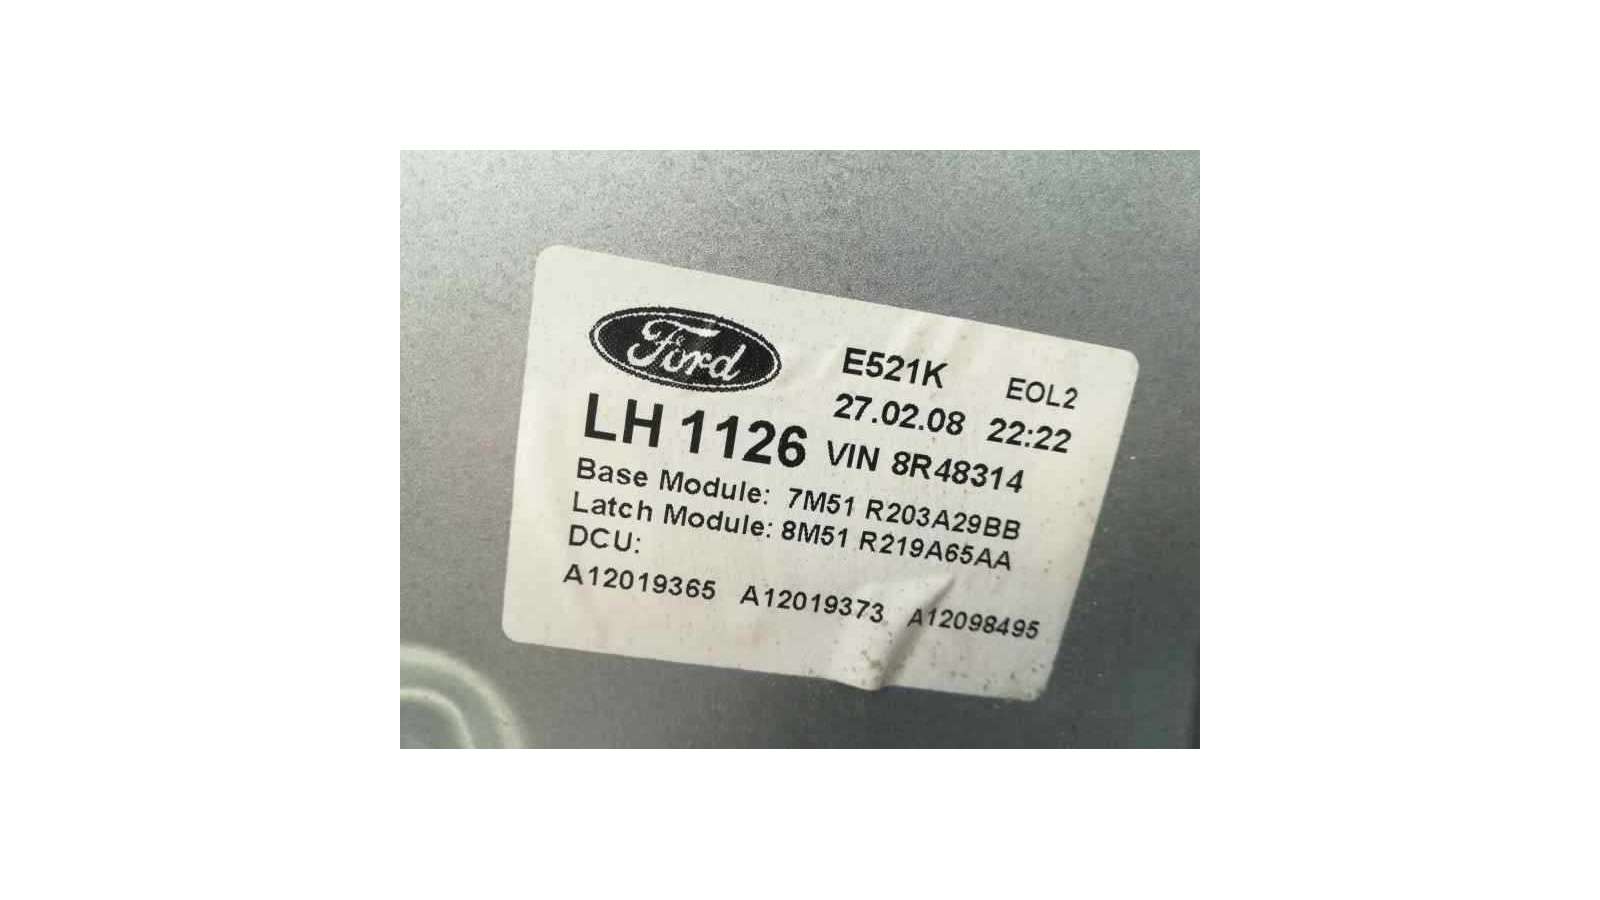 Ford
E521K EOL2
27.02.08 22:22
LH 1126 VIN 8R48314
Base Module: 7M51 R203A29BB
Latch Module: 8M51 R219A65AA
DCU:
A12019365 A12019373 A12098495